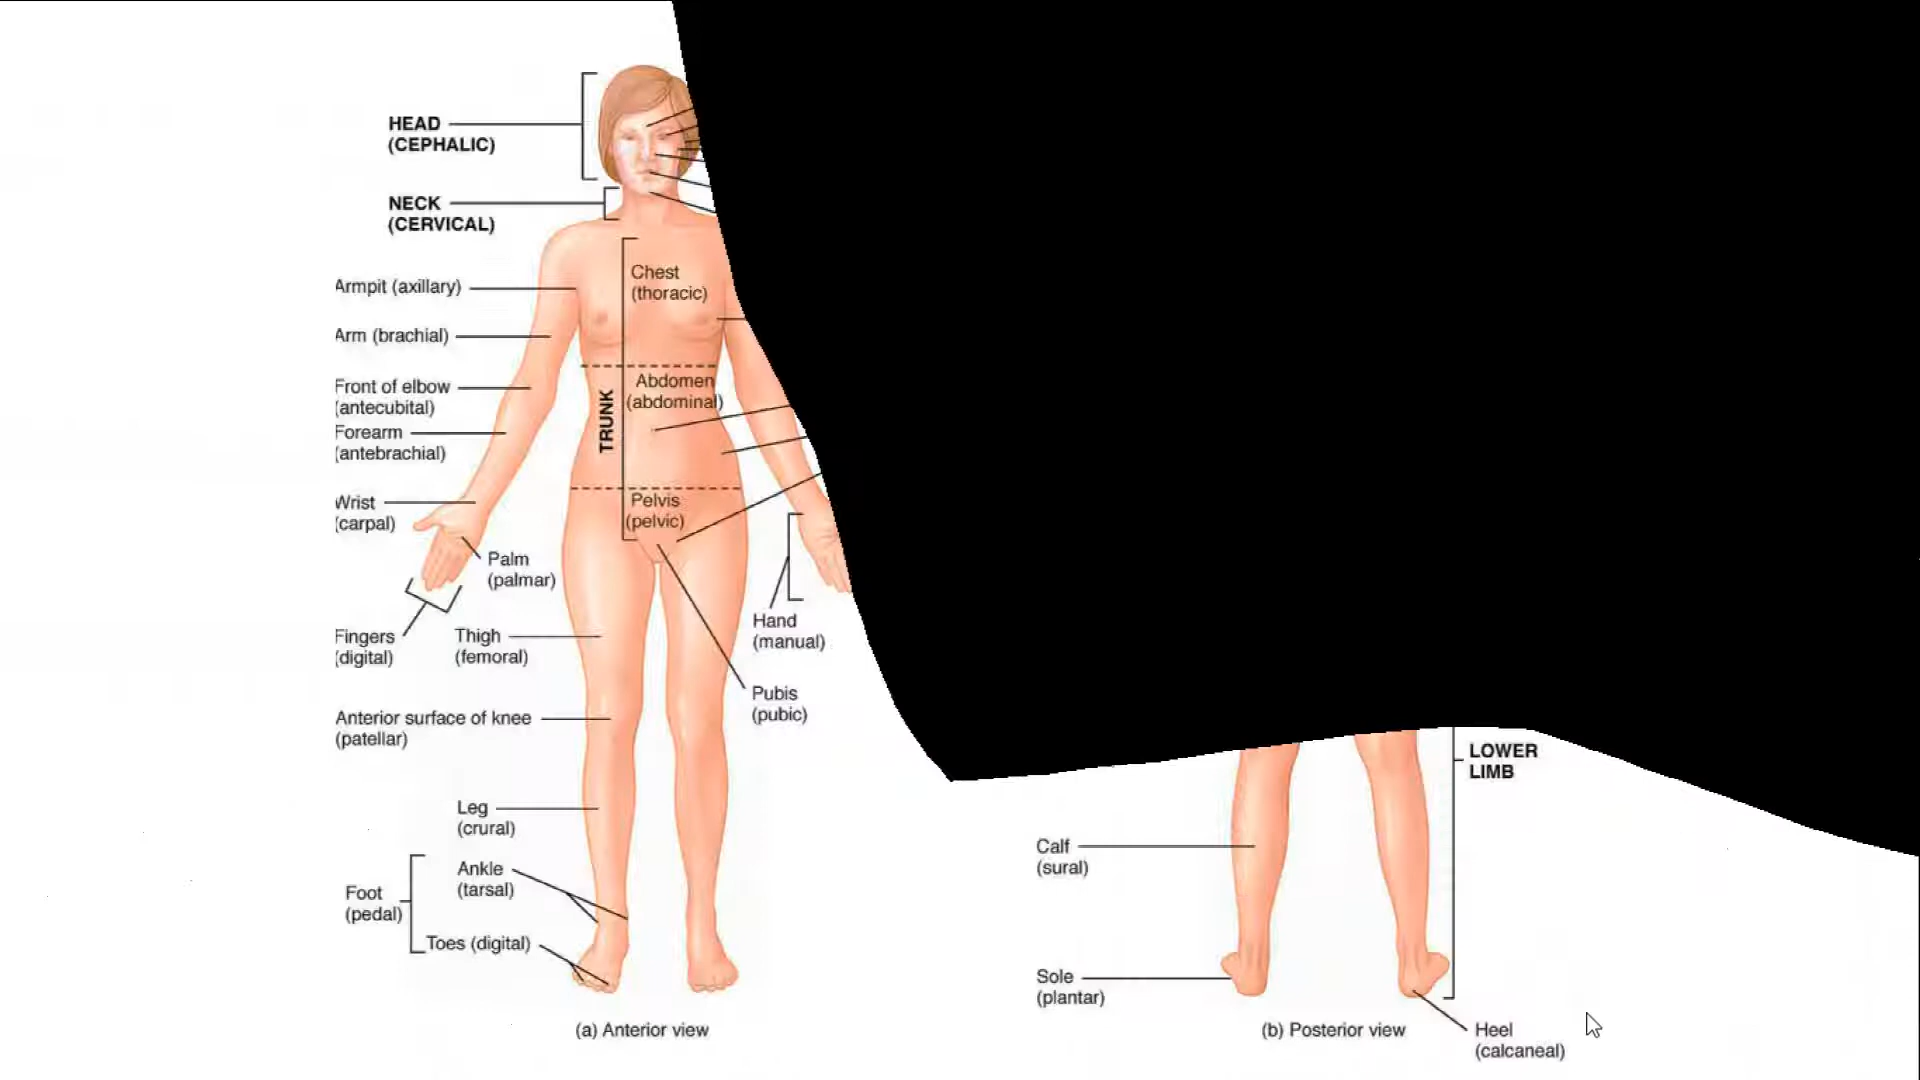 HEAD
(CEPHALIC)
NECK
(CERVICAL)
Armpit (axillary)
Arm (brachial)
Front of elbow
(antecubital)
Forearm
(antebrachial)
Wrist
(carpal)
Palm
(palmar)
Fingers
(digital)
Thigh
(femoral)
Anterior surface of knee
(patellar)
Leg
(crural)
Ankle
(tarsal)
Foot
(pedal)
Toes (digital)
Chest
(thoracic)
TRUNK
Abdomen
(abdominal)
Pelvis
(pelvic)
Hand
(manual)
Pubis
(pubic)
(a) Anterior view
LOWER
LIMB
Calf
(sural)
Sole
(plantar)
Heel
(calcaneal)
(b) Posterior view